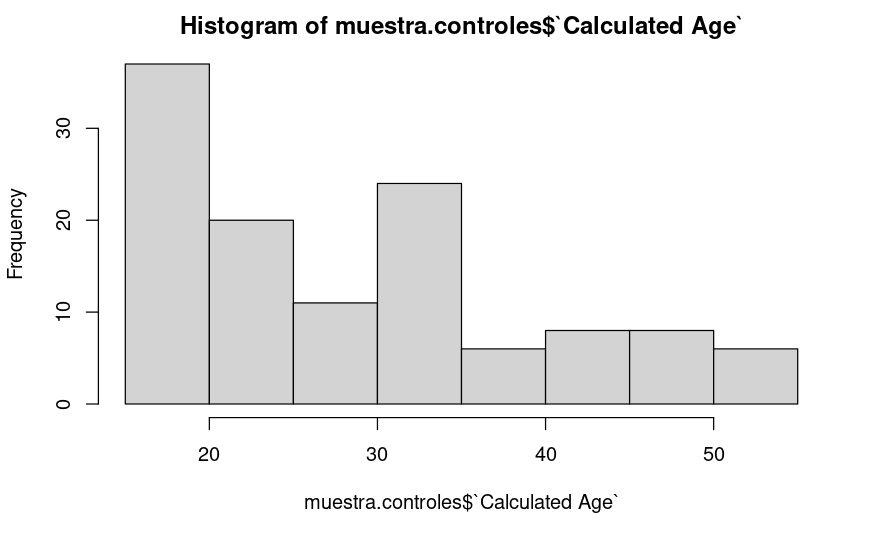 Histogram of muestra.controles$`Calculated Age`
Frequency
30
20
10
0
20 30 40 50
muestra.controles$`Calculated Age`